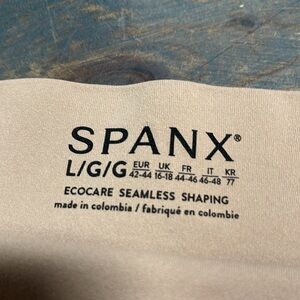 SPANX®
L/G/G EUR 42-44 UK 16-18 FR 44-46 IT 46-48 KR 77
ECOCARE SEAMLESS SHAPING
made in colombia / fabriqué en colombie